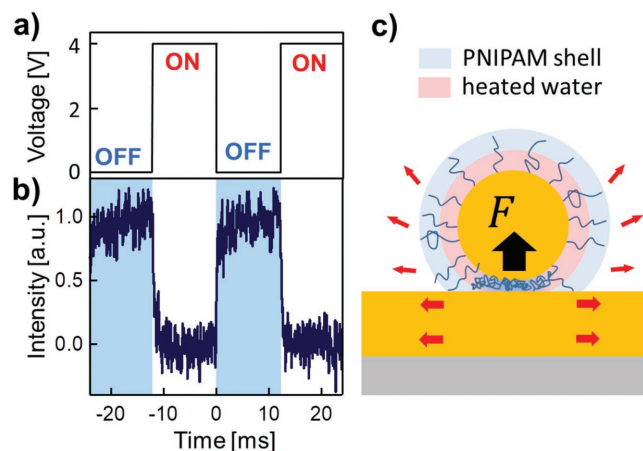 a)
Voltage [V]
4
2
0
OFF
ON
OFF
ON
b)
Intensity [a.u.]
1.0
0.5
0.0
-20
-10
0
10
20
Time [ms]
c)
PNIPAM shell
heated water
F